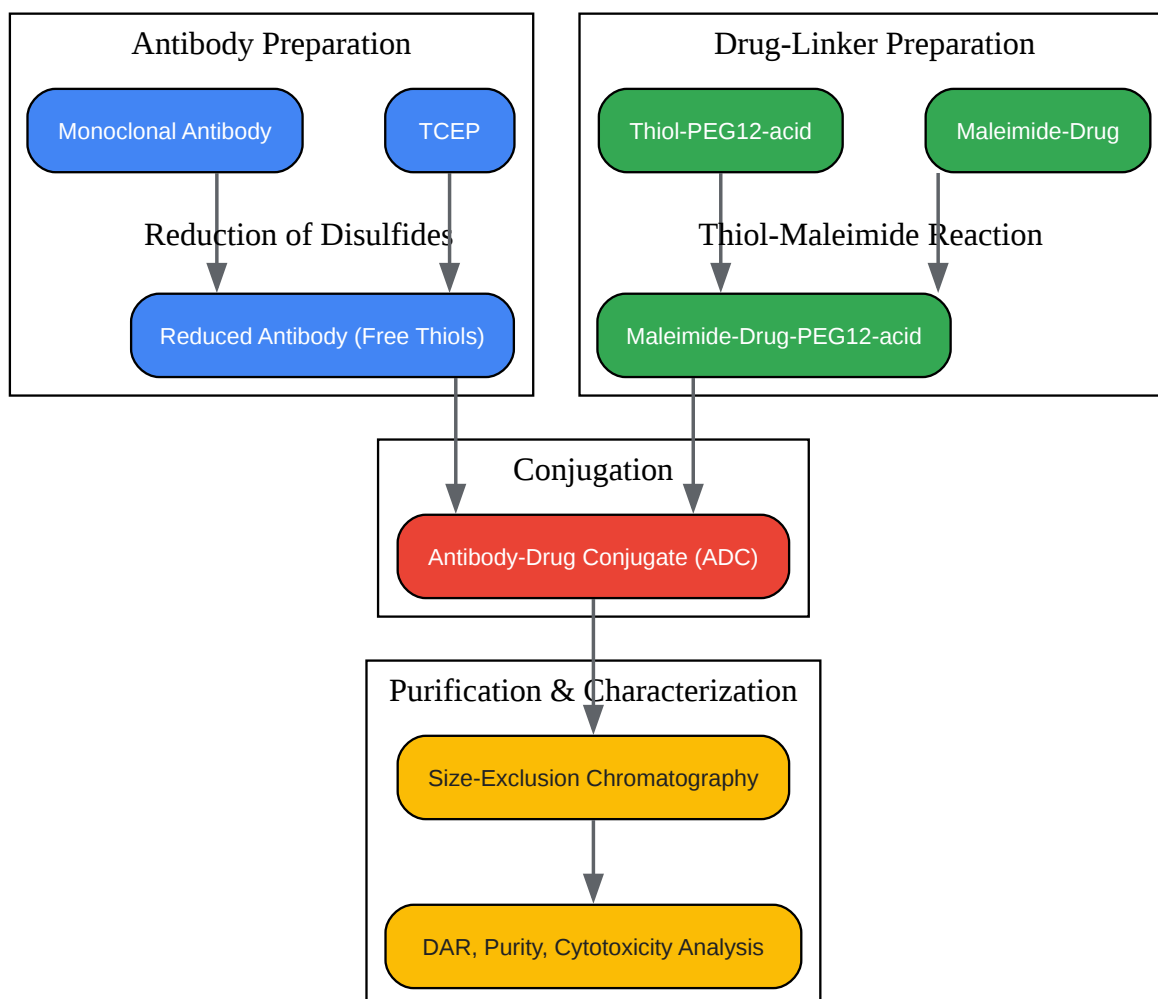 Antibody Preparation
Drug-Linker Preparation
Monoclonal Antibody
TCEP
Thiol-PEG12-acid
Maleimide-Drug
Reduction of Disulfides
Thiol-Maleimide Reaction
Reduced Antibody (Free Thiols)
Maleimide-Drug-PEG12-acid
Conjugation
Antibody-Drug Conjugate (ADC)
Purification & Characterization
Size-Exclusion Chromatography
DAR, Purity, Cytotoxicity Analysis